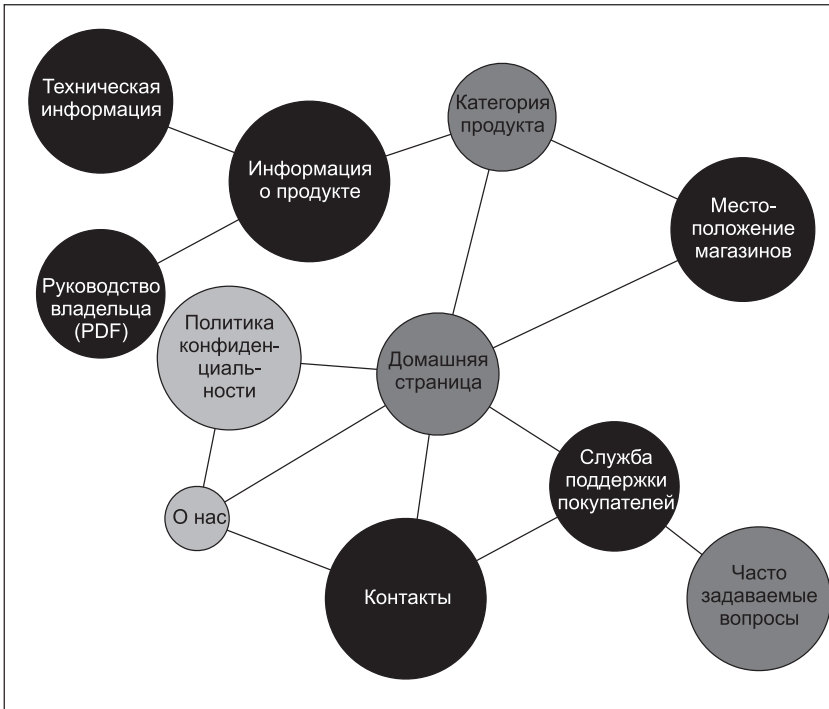 Техническая
информация
Категория
продукта
Информация
о продукте
Место-
положение
магазинов
Руководство
владельца
(PDF)
Политика
конфиден-
циаль-
ности
Домашняя
страница
Служба
поддержки
покупателей
О нас
Контакты
Часто
задаваемые
вопросы